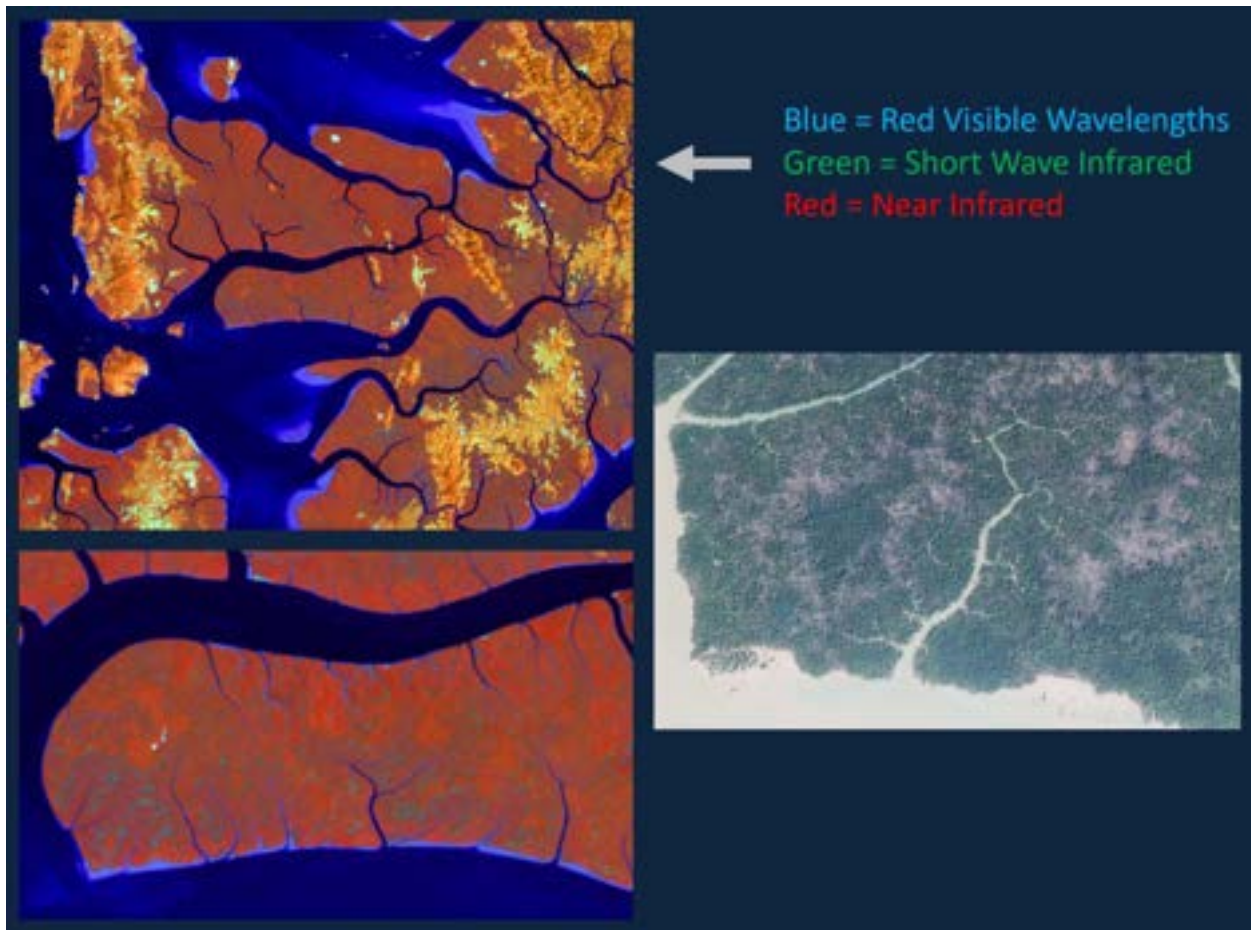 Blue = Red Visible Wavelengths
Green = Short Wave Infrared
Red = Near Infrared